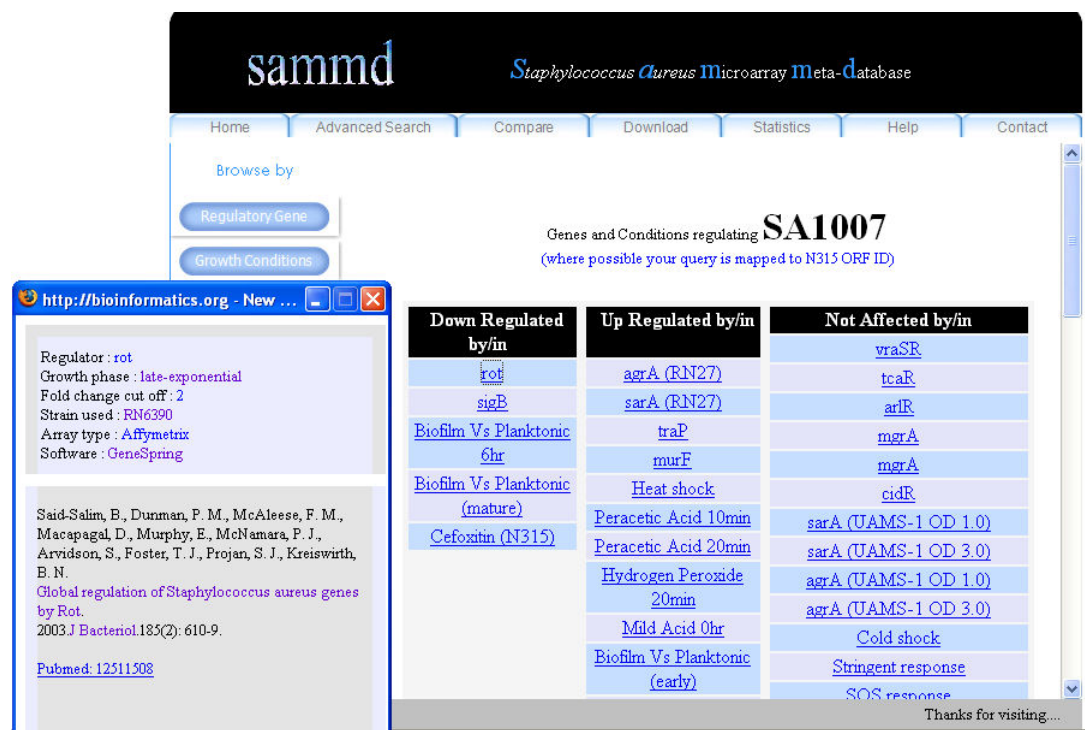 sammd
Staphylococcus aureus microarray meta-database
Home Advanced Search Compare Download Statistics Help Contact
Browse by
Regulatory Gene
Growth Conditions
Genes and Conditions regulating SA1007
(where possible your query is mapped to N315 ORF ID)
http://bioinformatics.org - New ...
Regulator : rot
Growth phase : late-exponential
Fold change cut off : 2
Strain used : RN6390
Array type : Affymetrix
Software : GeneSpring
Said-Salim, B., Dunman, P. M., McAleese, F. M.,
Macapagal, D., Murphy, E., McNamara, P. J.,
Arvidson, S., Foster, T. J., Projan, S. J., Kreiswirth,
B. N.
Global regulation of Staphylococcus aureus genes
by Rot.
2003.J Bacteriol.185(2): 610-9.
Pubmed: 12511508
Down Regulated
by/in
rot
sigB
Biofilm Vs Planktonic
6hr
Biofilm Vs Planktonic
(mature)
Cefoxitin (N315)
Up Regulated by/in
agrA (RN27)
sarA (RN27)
traP
murF
Heat shock
Peracetic Acid 10min
Peracetic Acid 20min
Hydrogen Peroxide
20min
Mild Acid 0hr
Biofilm Vs Planktonic
(early)
Not Affected by/in
vraSR
tcaR
arlR
mgrA
mgrA
cidR
sarA (UAMS-1 OD 1.0)
sarA (UAMS-1 OD 3.0)
agrA (UAMS-1 OD 1.0)
agrA (UAMS-1 OD 3.0)
Cold shock
Stringent response
SOS response
Thanks for visiting....